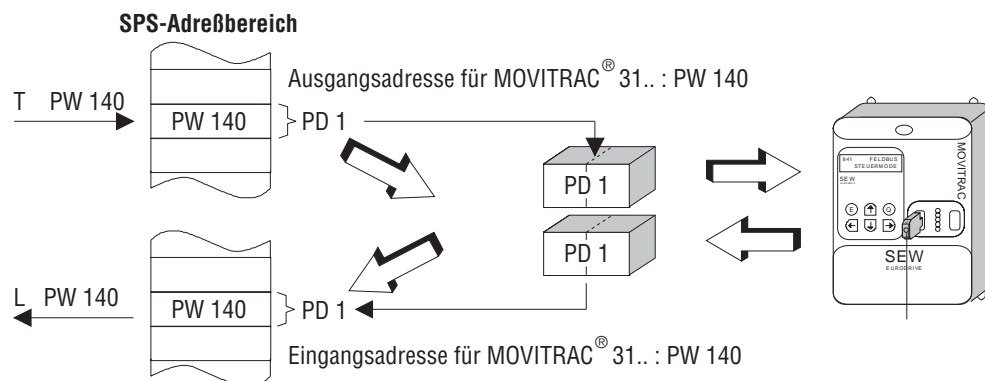 SPS-Adreßbereich
Ausgangsadresse für MOVITRAC® 31.. : PW 140
T PW 140
PW 140
PD 1
PD 1
PD 1
841 FELDBUS
STEUERMODE
SEW
E
Q
MOVITRAC
SEW
EURODRIVE
L PW 140
PW 140
PD 1
Eingangsadresse für MOVITRAC® 31.. : PW 140